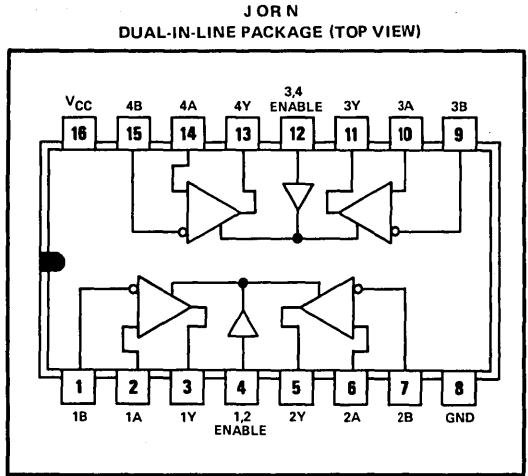 J OR N
DUAL-IN-LINE PACKAGE (TOP VIEW)
VCC 4B 4A 4Y 3,4 ENABLE 3Y 3A 3B
16 15 14 13 12 11 10 9
1 2 3 4 5 6 7 8
1B 1A 1Y 1,2 ENABLE 2Y 2A 2B GND